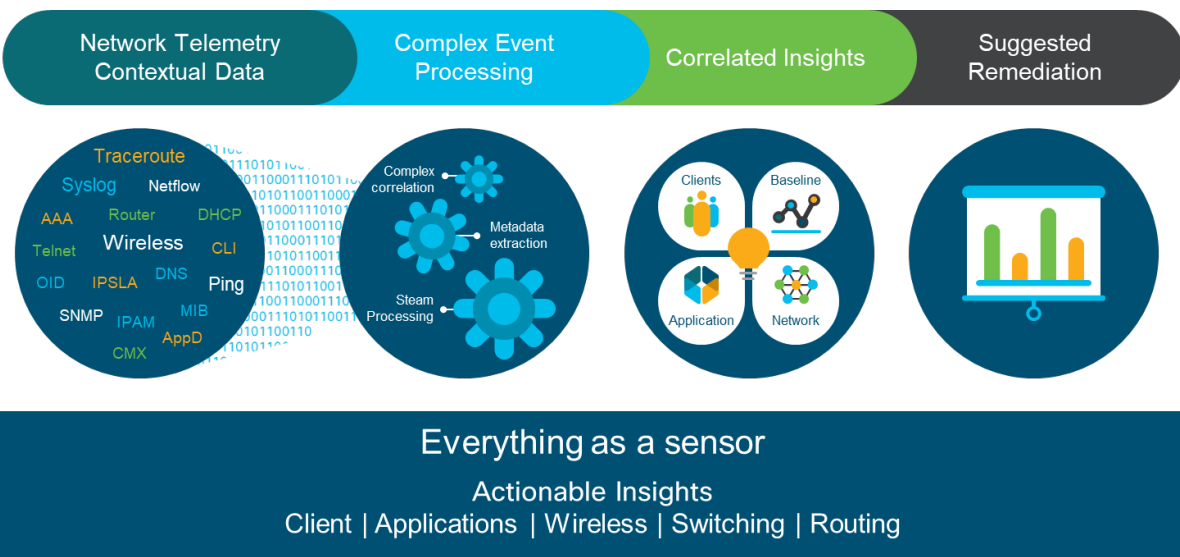 Network Telemetry
Contextual Data
Complex Event
Processing
Correlated Insights
Suggested
Remediation
Traceroute
Syslog
Netflow
AAA
Router
DHCP
Telnet
Wireless
CLI
OID
IPSLA
DNS
Ping
SNMP
IPAM
MIB
CMX
AppD
Complex
correlation
Metadata
extraction
Steam
Processing
Clients
Baseline
Application
Network
Everything as a sensor
Actionable Insights
Client | Applications | Wireless | Switching | Routing